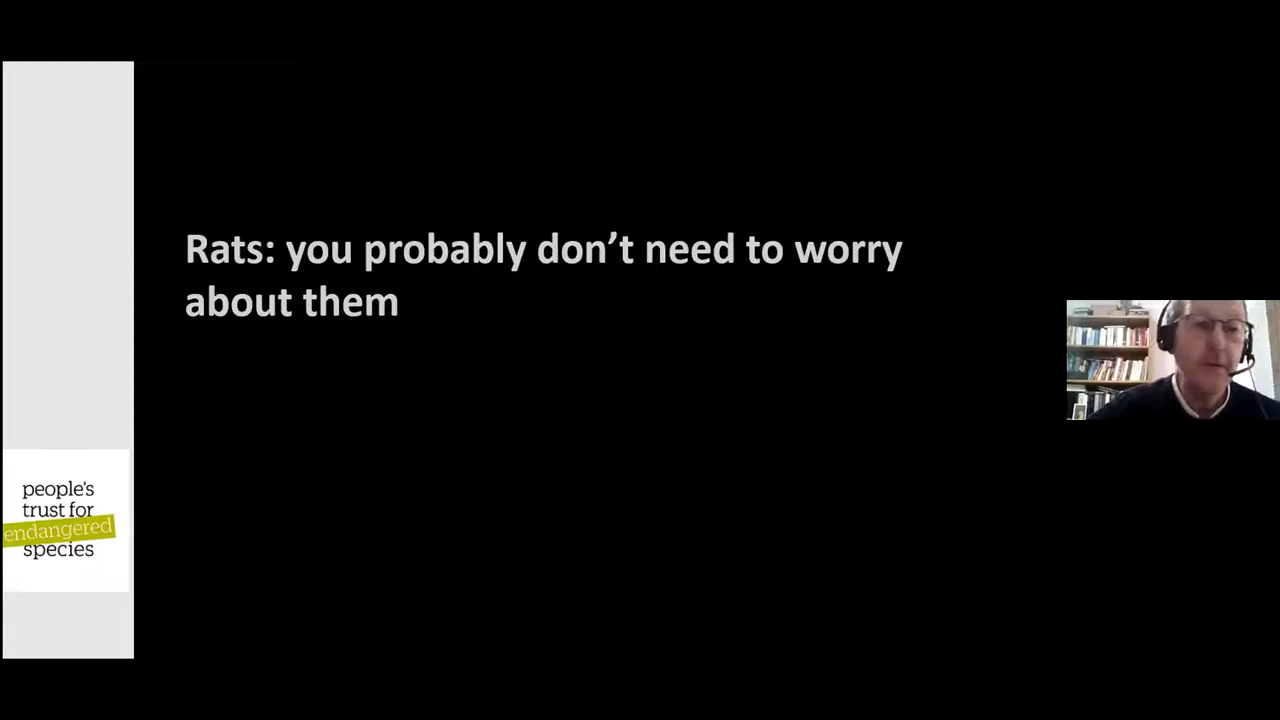 Rats: you probably don’t need to worry
about them
people's
trust for
endangered
species